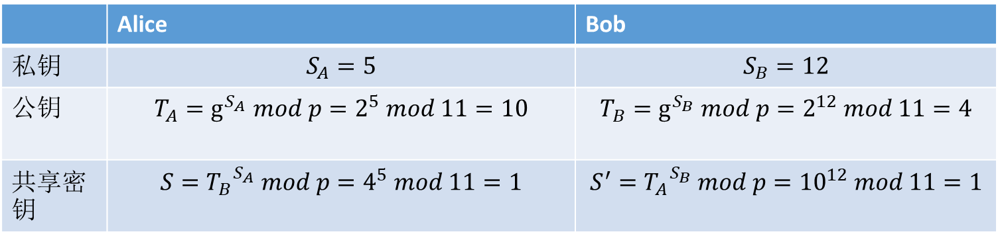 Alice Bob
私钥 S_A = 5 S_B = 12
公钥 T_A = g^{S_A} mod p = 2^5 mod 11 = 10 T_B = g^{S_B} mod p = 2^{12} mod 11 = 4
共享密 S = T_B^{S_A} mod p = 4^5 mod 11 = 1 S′ = T_A^{S_B} mod p = 10^{12} mod 11 = 1
钥